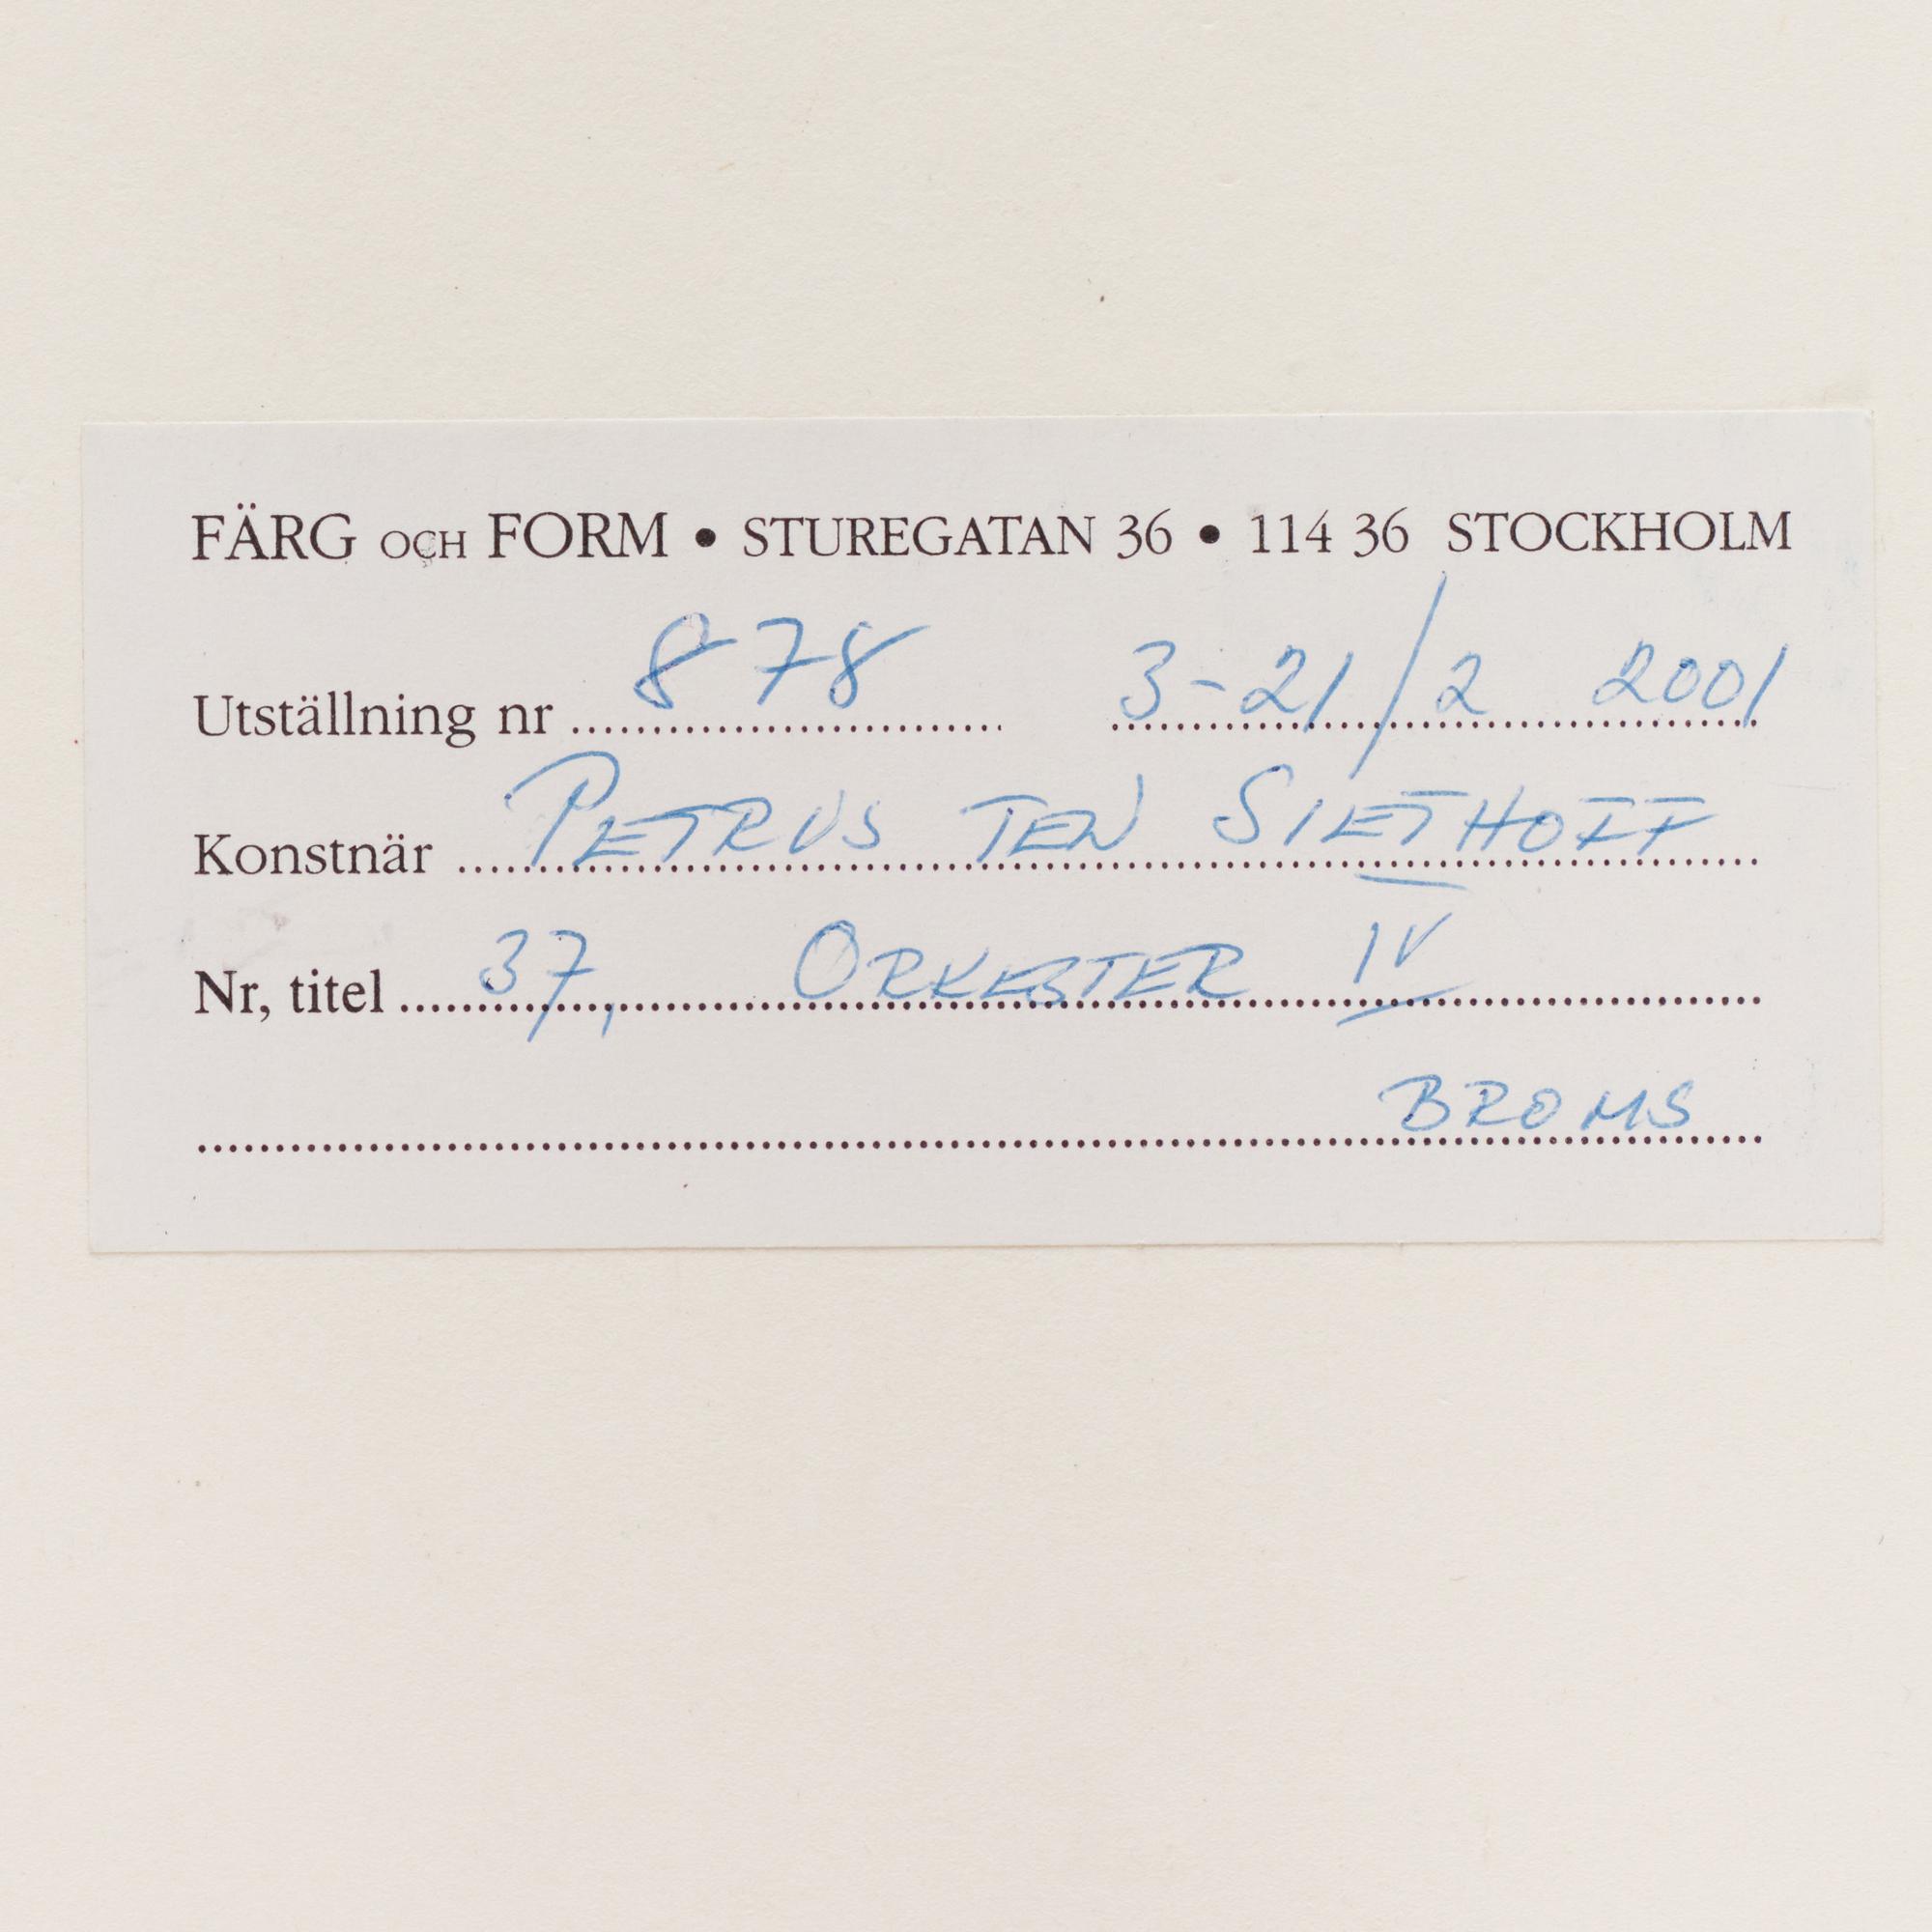 FÄRG OCH FORM • STUREGATAN 36 • 114 36 STOCKHOLM
Utställning nr 878 3-21/2 2001
Konstnär PETRUS TEN SIETHOFF
Nr, titel 37, ORKESTER IV
BROMS